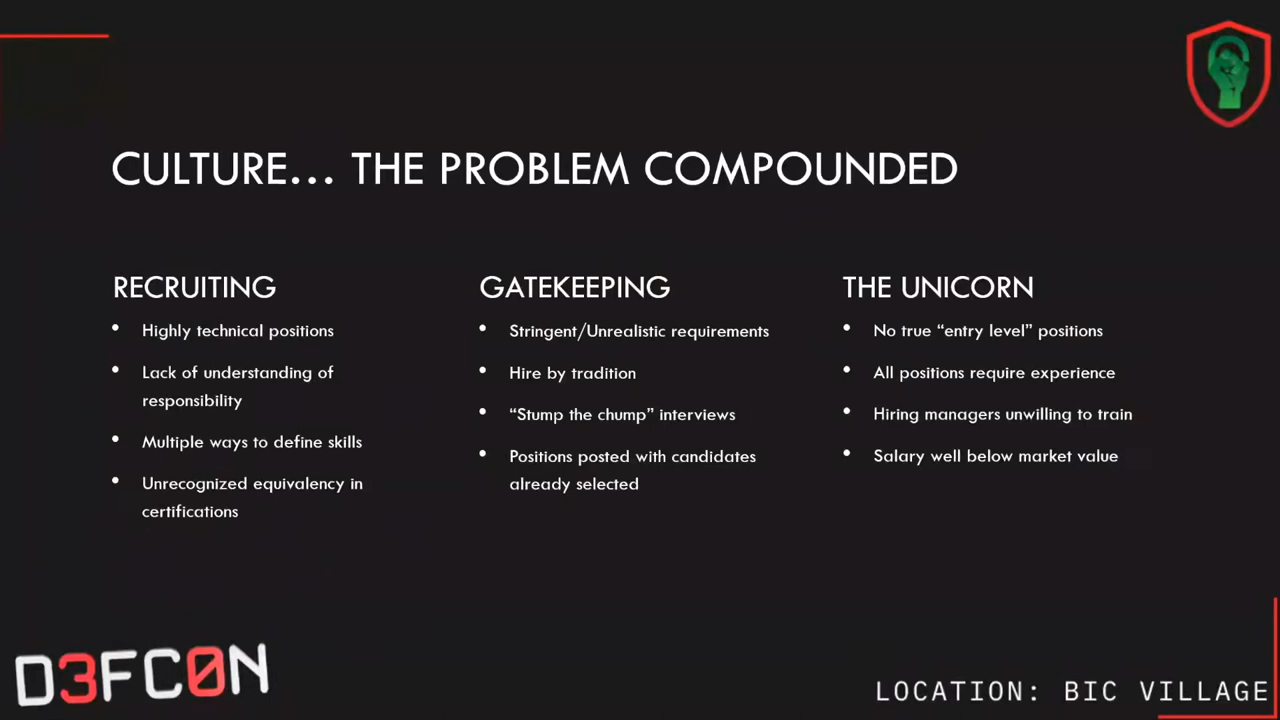 CULTURE... THE PROBLEM COMPOUNDED
RECRUITING
• Highly technical positions
• Lack of understanding of
responsibility
• Multiple ways to define skills
• Unrecognized equivalency in
certifications
GATEKEEPING
• Stringent/Unrealistic requirements
• Hire by tradition
• “Stump the chump” interviews
• Positions posted with candidates
already selected
THE UNICORN
• No true “entry level” positions
• All positions require experience
• Hiring managers unwilling to train
• Salary well below market value
D3FC0N
LOCATION: BIC VILLAGE